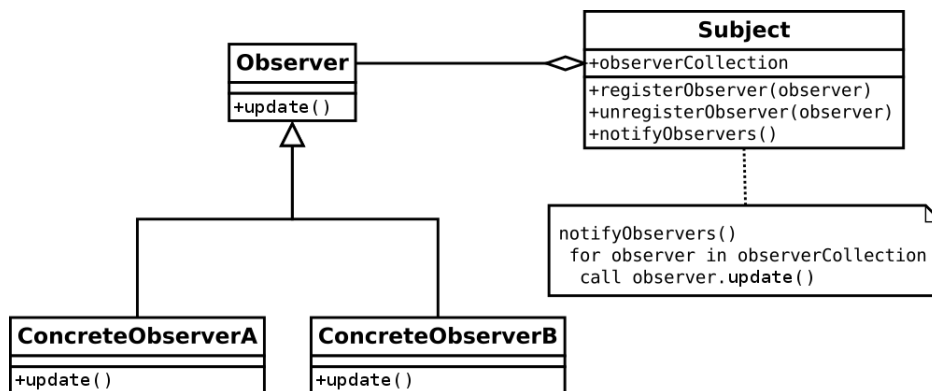 Observer
+update()
Subject
+observerCollection
+registerObserver(observer)
+unregisterObserver(observer)
+notifyObservers()
notifyObservers()
for observer in observerCollection
call observer.update()
ConcreteObserverA
+update()
ConcreteObserverB
+update()